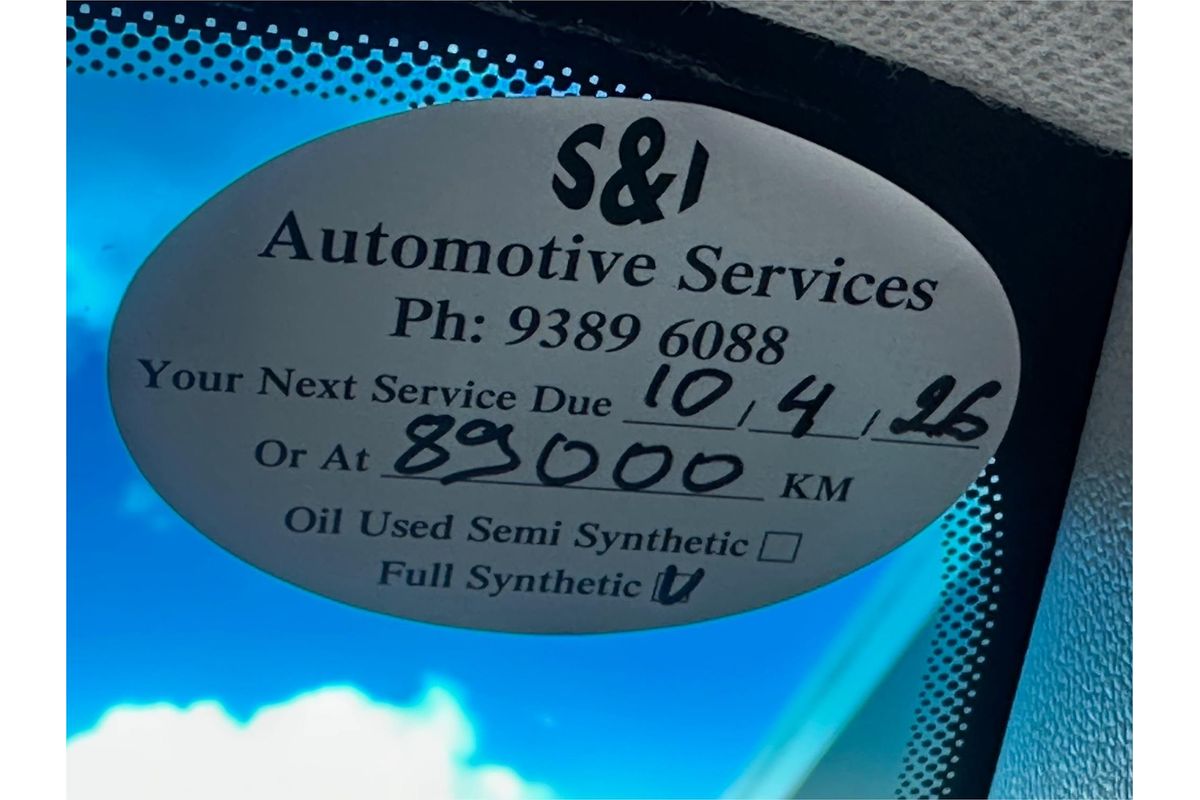 S&I
Automotive Services
Ph: 9389 6088
Your Next Service Due 10/4/26
Or At 89000 KM
Oil Used Semi Synthetic ☐
Full Synthetic ☑